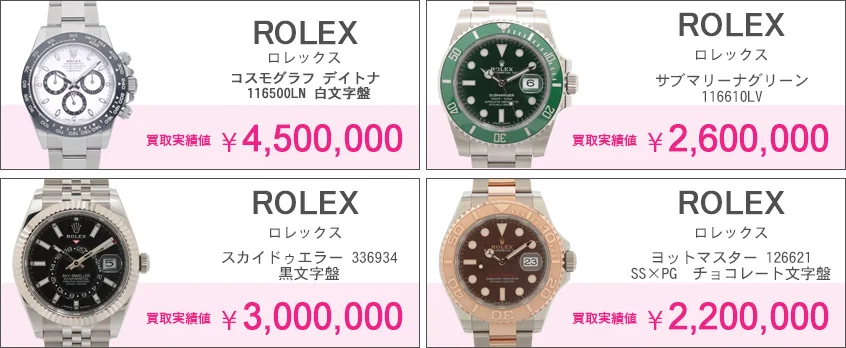 ROLEX
ロレックス
コスモグラフ デイトナ
116500LN 白文字盤
買取実績値 ¥4,500,000
ROLEX
ロレックス
サブマリーナグリーン
116610LV
買取実績値 ¥2,600,000
ROLEX
ロレックス
スカイドゥエラー 336934
黒文字盤
買取実績値 ¥3,000,000
ROLEX
ロレックス
ヨットマスター 126621
SS×PG チョコレート文字盤
買取実績値 ¥2,200,000